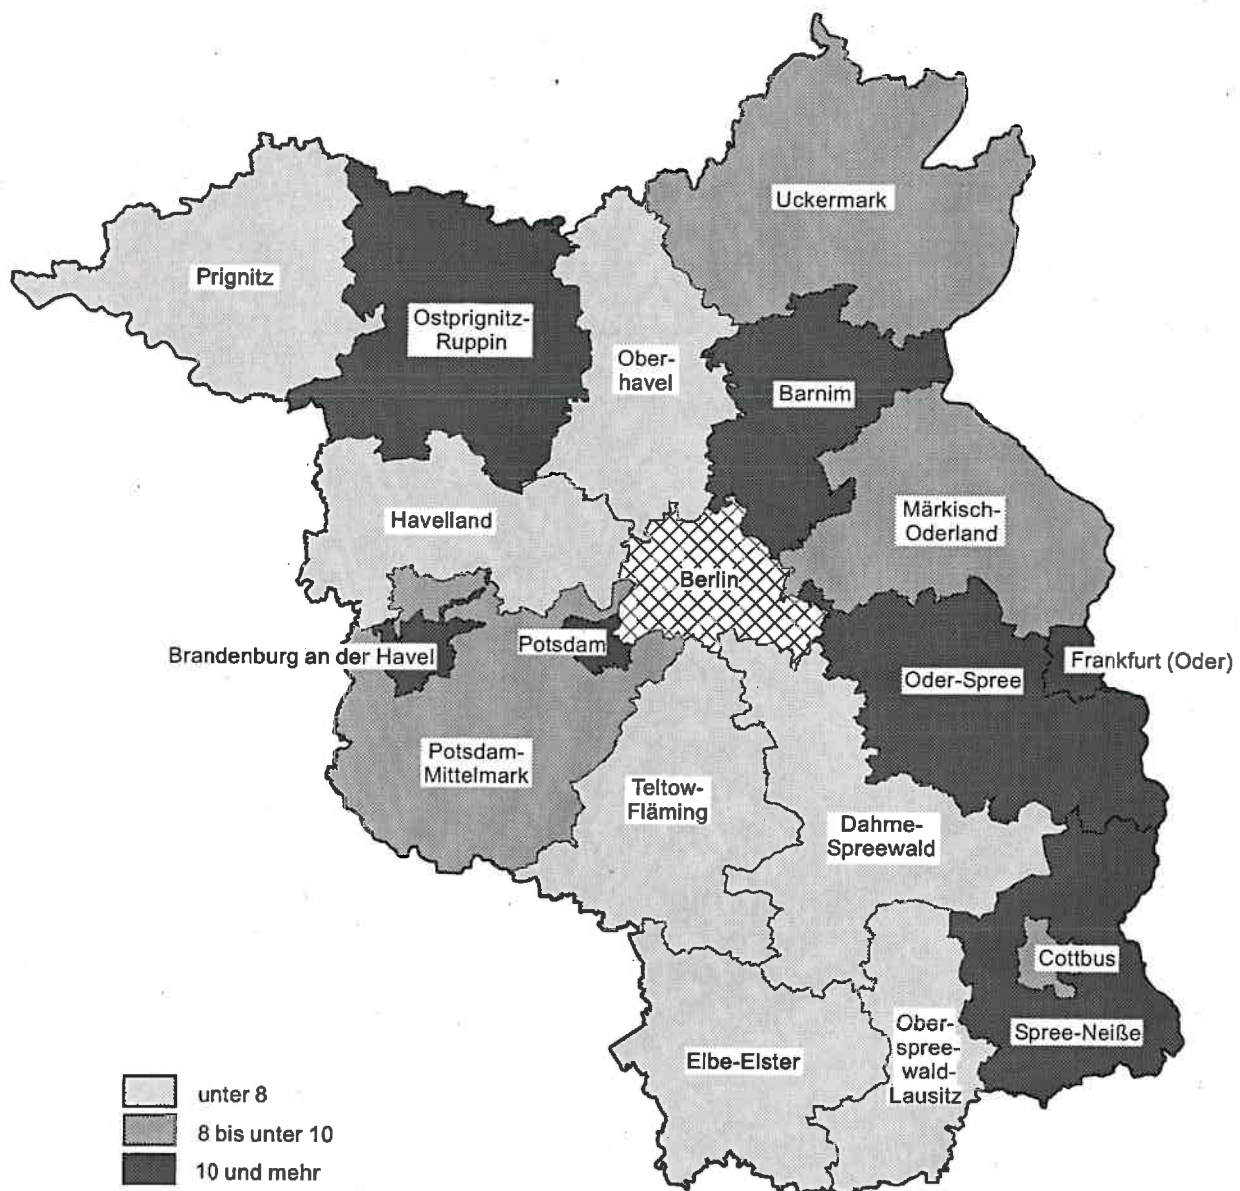 Uckermark
Prignitz
Ostprignitz-
Ruppin
Ober-
havel
Barnim
Havelland
Märkisch-
Oderland
Berlin
Brandenburg an der Havel
Potsdam
Oder-Spree
Frankfurt (Oder)
Potsdam-
Mittelmark
Teltow-
Fläming
Dahme-
Spreewald
Cottbus
Ober-
spree-
wald-
Lausitz
Spree-Neiße
Elbe-Elster
unter 8
8 bis unter 10
10 und mehr